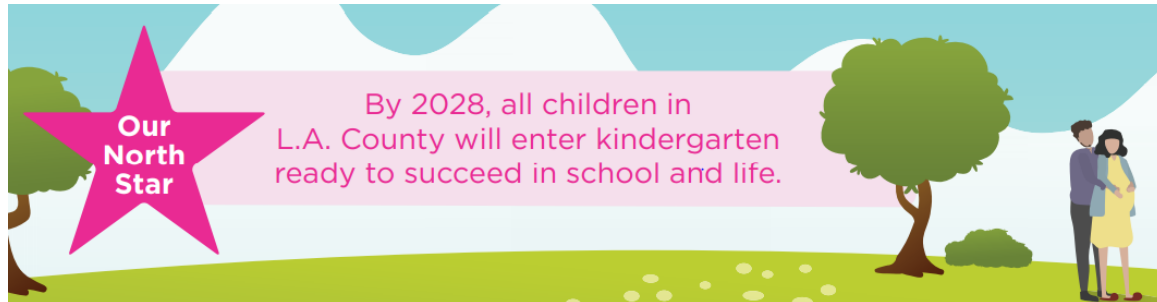 Our
North
Star
By 2028, all children in
L.A. County will enter kindergarten
ready to succeed in school and life.